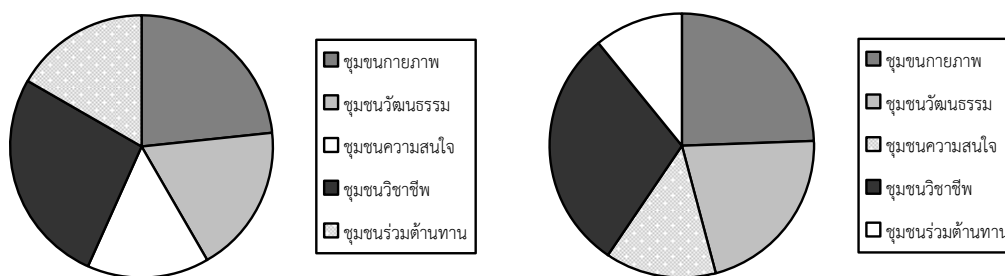 ชุมขนกายภาพ
ชุมชนวัฒนธรรม
ชุมชนความสนใจ
ชุมชนวิชาชีพ
ชุมชนร่วมต้านทาน
ชุมขนกายภาพ
ชุมชนวัฒนธรรม
ชุมชนความสนใจ
ชุมชนวิชาชีพ
ชุมชนร่วมต้านทาน